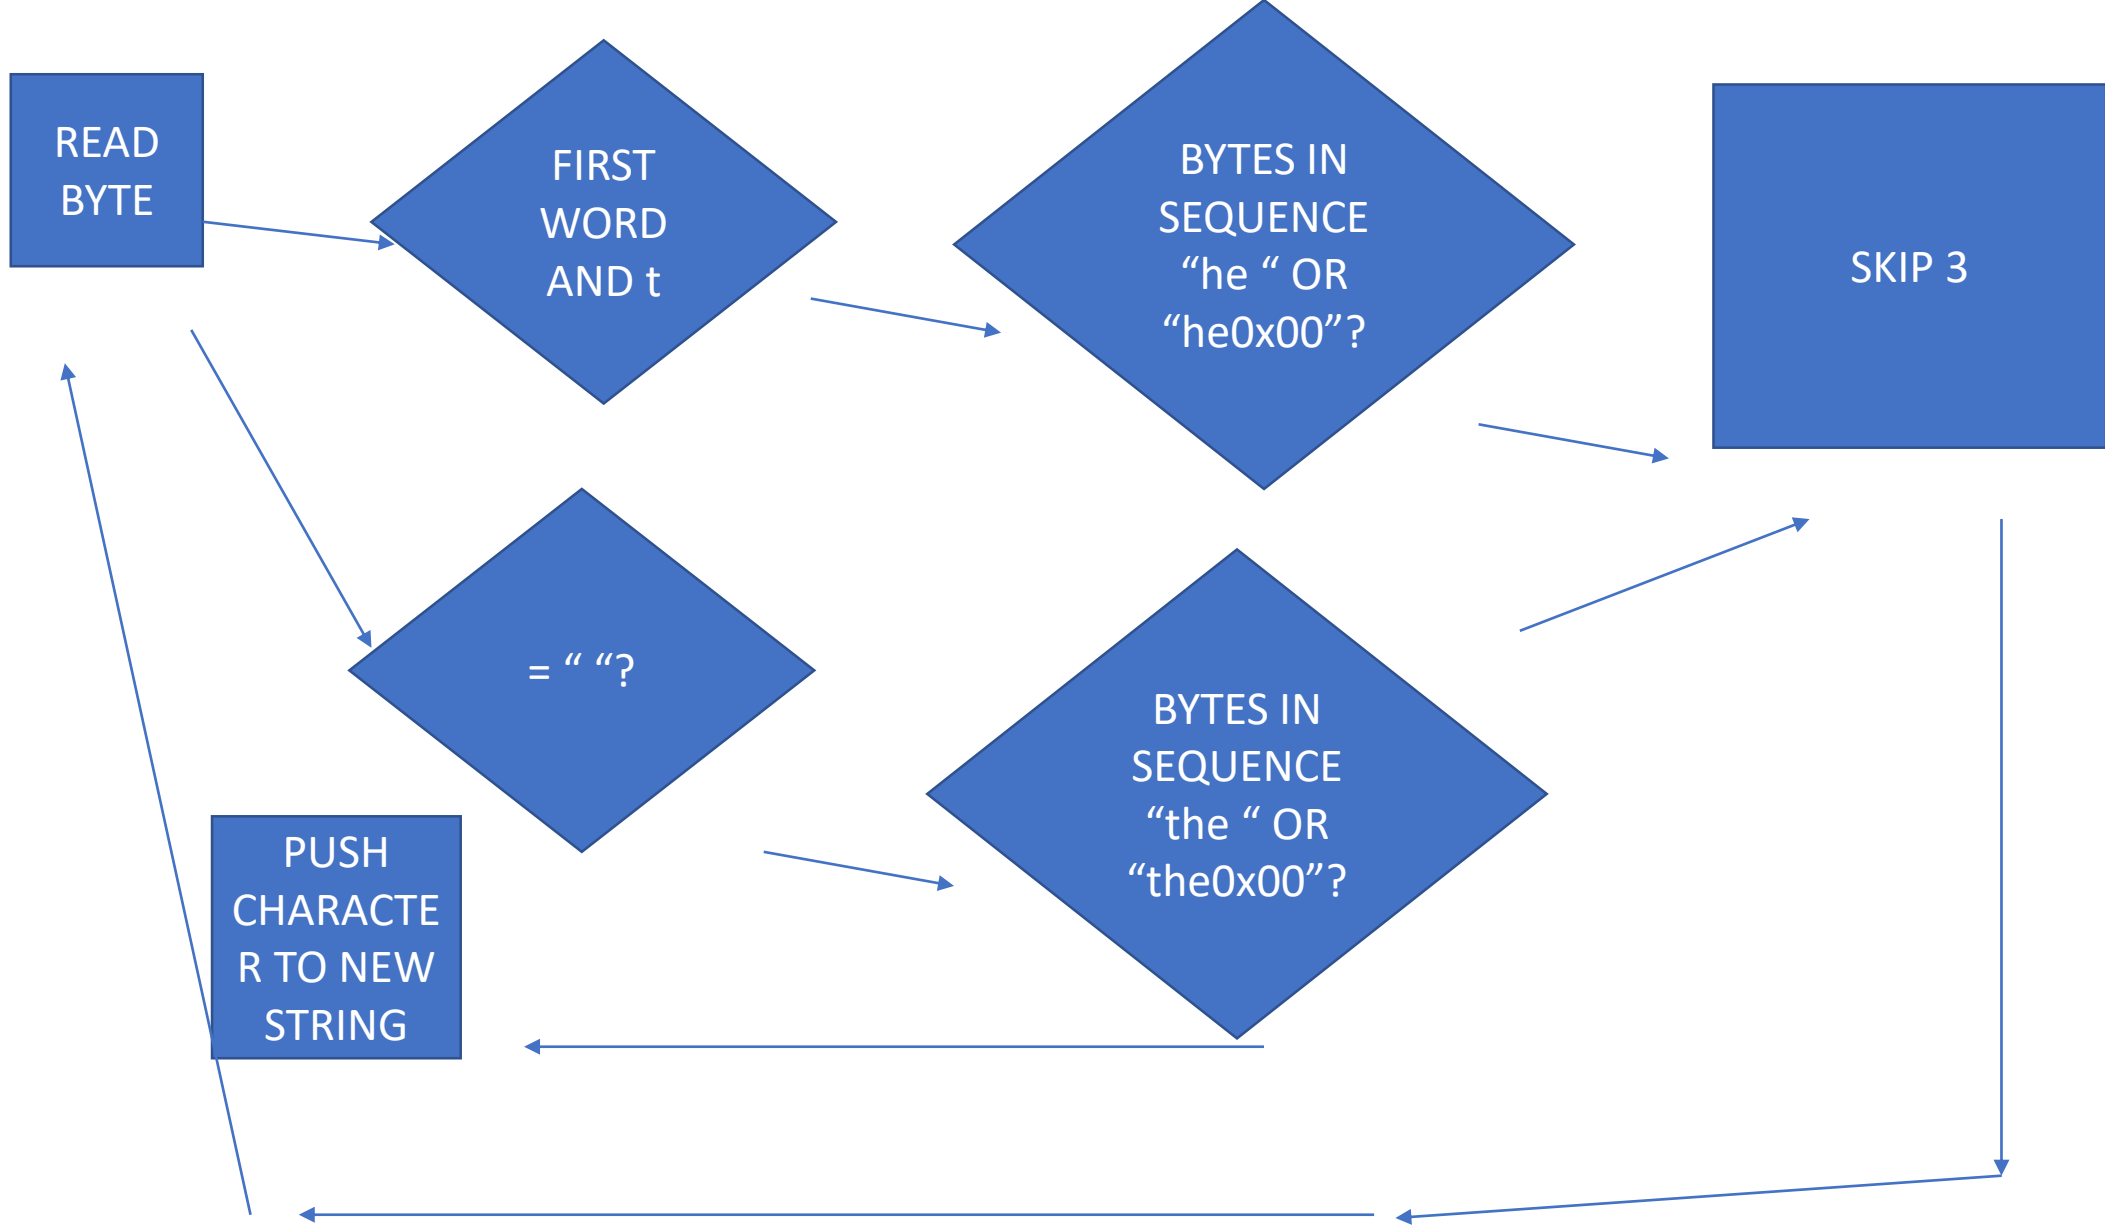 READ
BYTE
FIRST
WORD
AND t
BYTES IN
SEQUENCE
“he “ OR
“he0x00”?
SKIP 3
= “ “?
BYTES IN
SEQUENCE
“the “ OR
“the0x00”?
PUSH
CHARACTE
R TO NEW
STRING